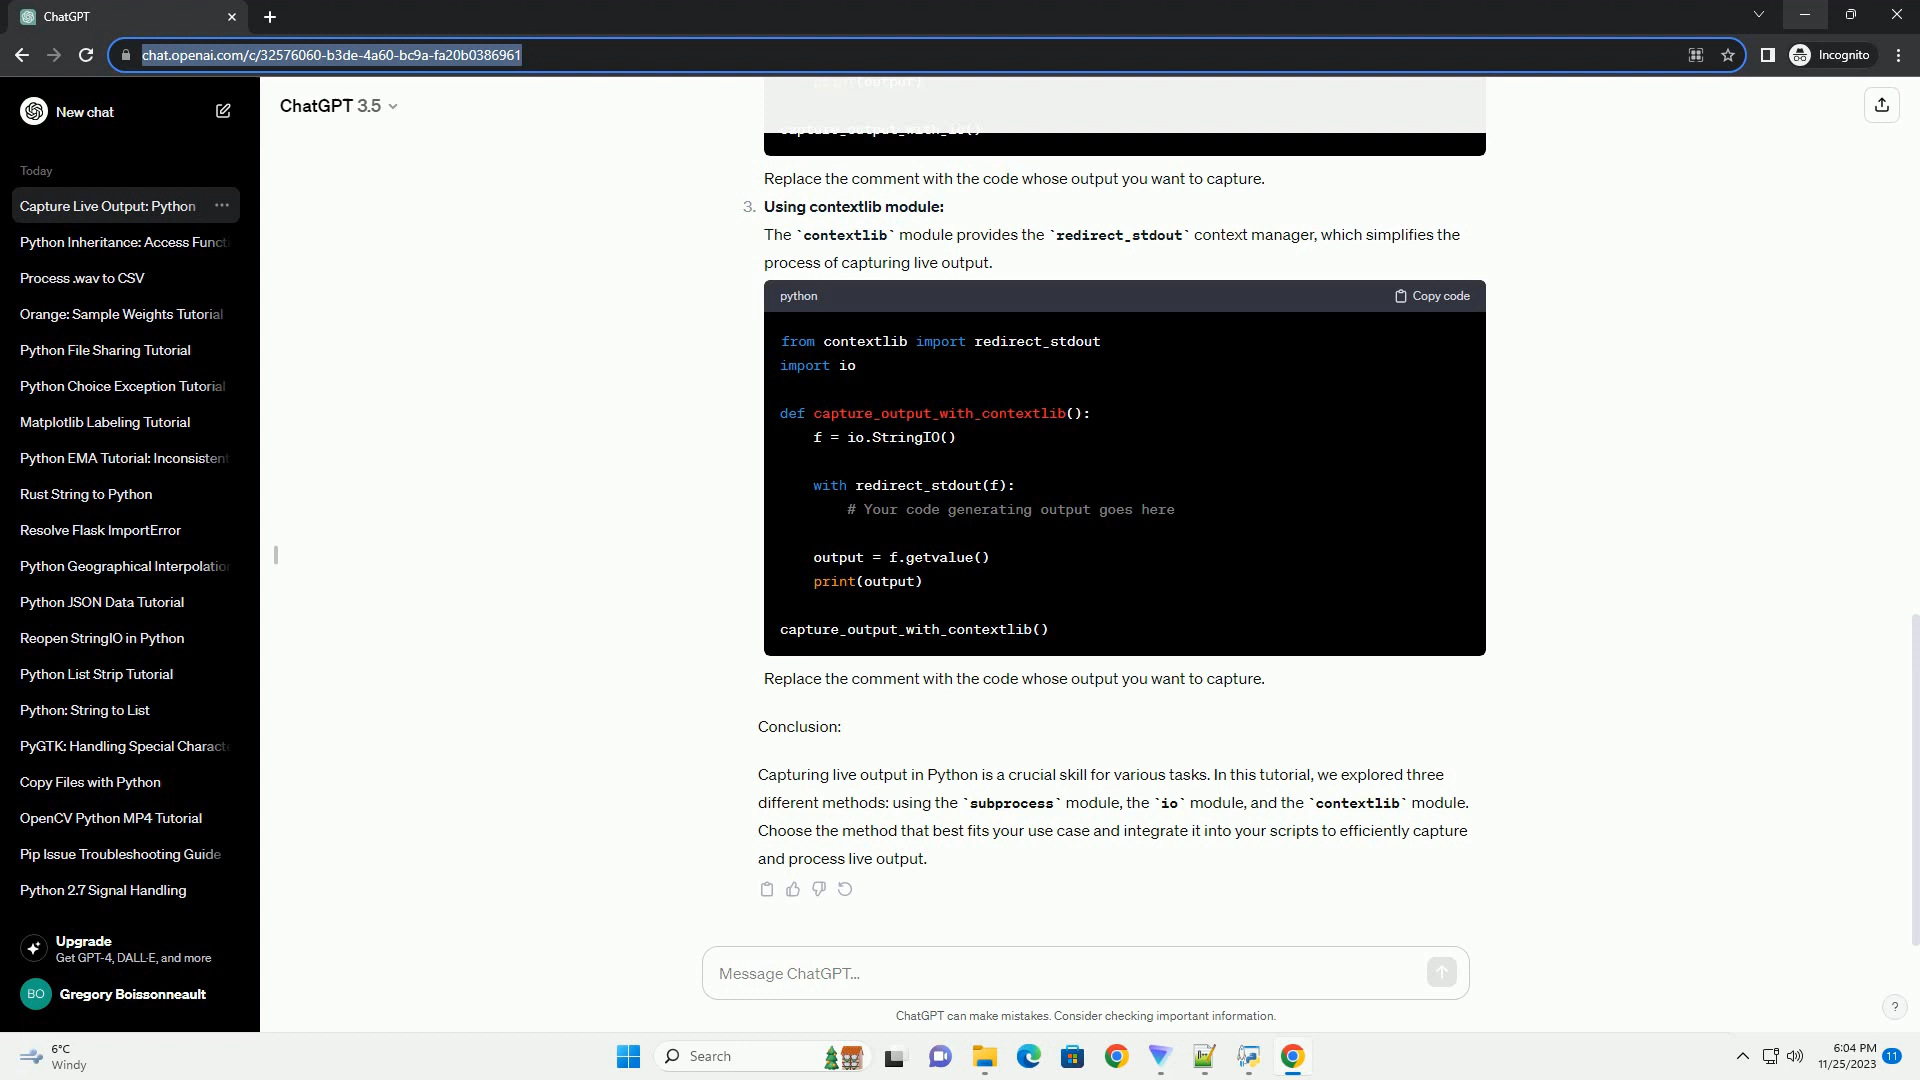 ChatGPT
chat.openai.com/c/32576060-b3de-4a60-bc9a-fa20b0386961
Incognito
New chat
Today
Capture Live Output: Python
Python Inheritance: Access Functi
Process .wav to CSV
Orange: Sample Weights Tutorial
Python File Sharing Tutorial
Python Choice Exception Tutorial
Matplotlib Labeling Tutorial
Python EMA Tutorial: Inconsistent
Rust String to Python
Resolve Flask ImportError
Python Geographical Interpolation
Python JSON Data Tutorial
Reopen StringIO in Python
Python List Strip Tutorial
Python: String to List
PyGTK: Handling Special Characte
Copy Files with Python
OpenCV Python MP4 Tutorial
Pip Issue Troubleshooting Guide
Python 2.7 Signal Handling
Upgrade
Get GPT-4, DALL·E, and more
BO
Gregory Boissonneault
ChatGPT 3.5
print(output)
capture_output_with_io()
Replace the comment with the code whose output you want to capture.
3. Using contextlib module:
The `contextlib` module provides the `redirect_stdout` context manager, which simplifies the
process of capturing live output.
python
Copy code
from contextlib import redirect_stdout
import io
def capture_output_with_contextlib():
f = io.StringIO()
with redirect_stdout(f):
# Your code generating output goes here
output = f.getvalue()
print(output)
capture_output_with_contextlib()
Replace the comment with the code whose output you want to capture.
Conclusion:
Capturing live output in Python is a crucial skill for various tasks. In this tutorial, we explored three
different methods: using the `subprocess` module, the `io` module, and the `contextlib` module.
Choose the method that best fits your use case and integrate it into your scripts to efficiently capture
and process live output.
Message ChatGPT...
ChatGPT can make mistakes. Consider checking important information.
?
6°C
Windy
Search
6:04 PM
11/25/2023
11